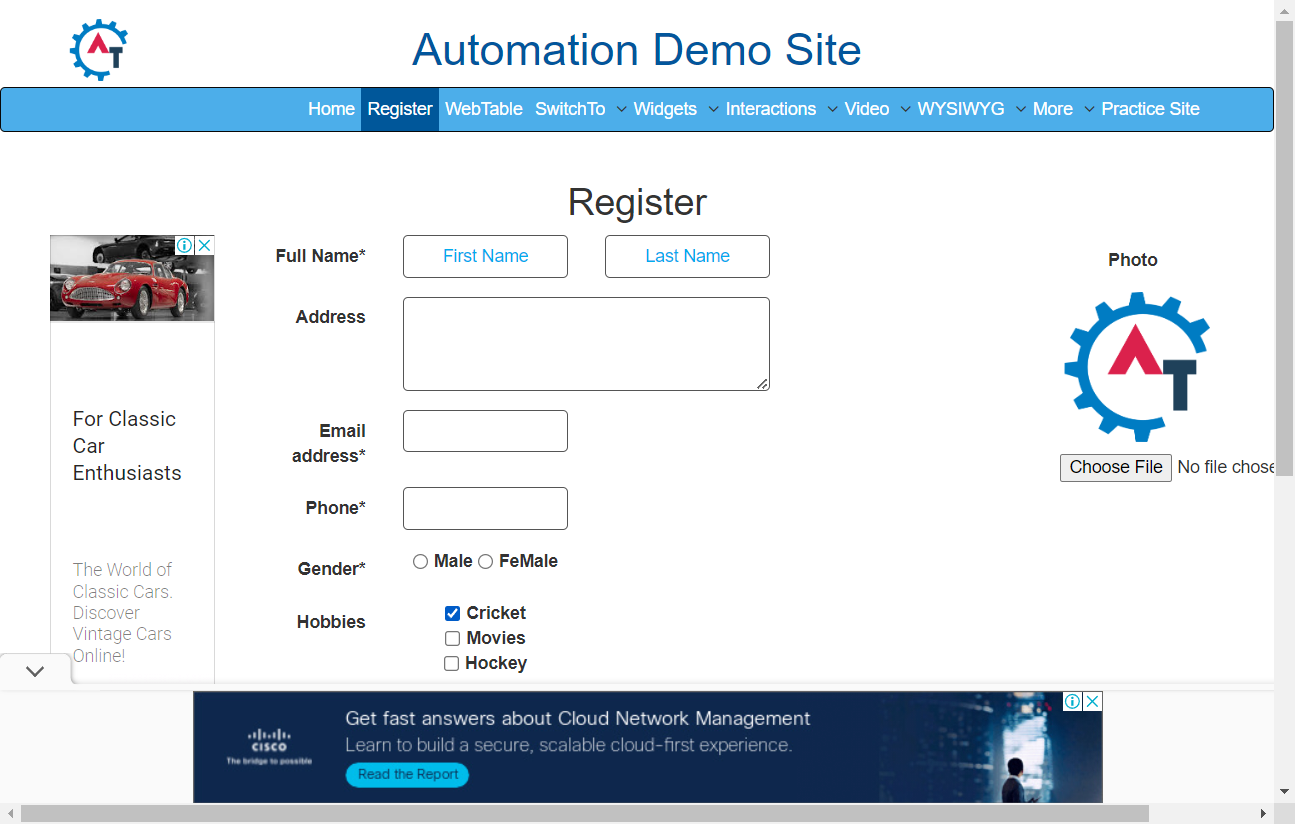 AT
Automation Demo Site
Home Register WebTable SwitchTo Widgets Interactions Video WYSIWYG More Practice Site
Register
Full Name*
First Name
Last Name
Photo
Address
AT
Email
address*
Choose File No file chose
Phone*
Gender*
Male FeMale
Hobbies
Cricket
Movies
Hockey
For Classic
Car
Enthusiasts
The World of
Classic Cars.
Discover
Vintage Cars
Online!
CISCO
The bridge to possible
Get fast answers about Cloud Network Management
Learn to build a secure, scalable cloud-first experience.
Read the Report